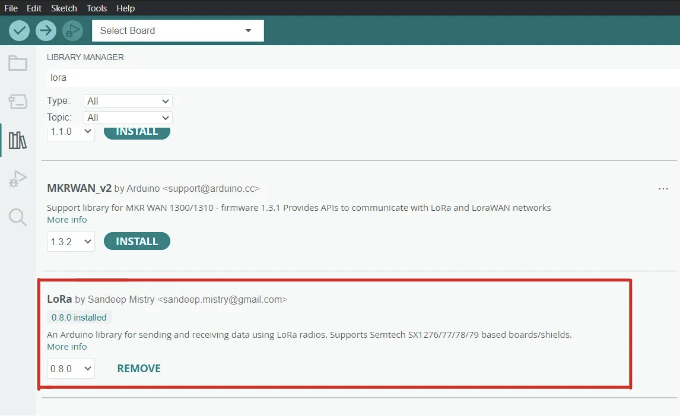 File Edit Sketch Tools Help
Select Board
LIBRARY MANAGER
lora
Type: All
Topic: All
1.1.0 INSTALL
MKRWAN_v2 by Arduino <support@arduino.cc>
Support library for MKR WAN 1300/1310 - firmware 1.3.1 Provides APIs to communicate with LoRa and LoraWAN networks
More info
1.3.2 INSTALL
LoRa by Sandeep Mistry <sandeep.mistry@gmail.com>
0.8.0 installed
An Arduino library for sending and receiving data using LoRa radios. Supports Semtech SX1276/77/78/79 based boards/shields.
More info
0.8.0 REMOVE